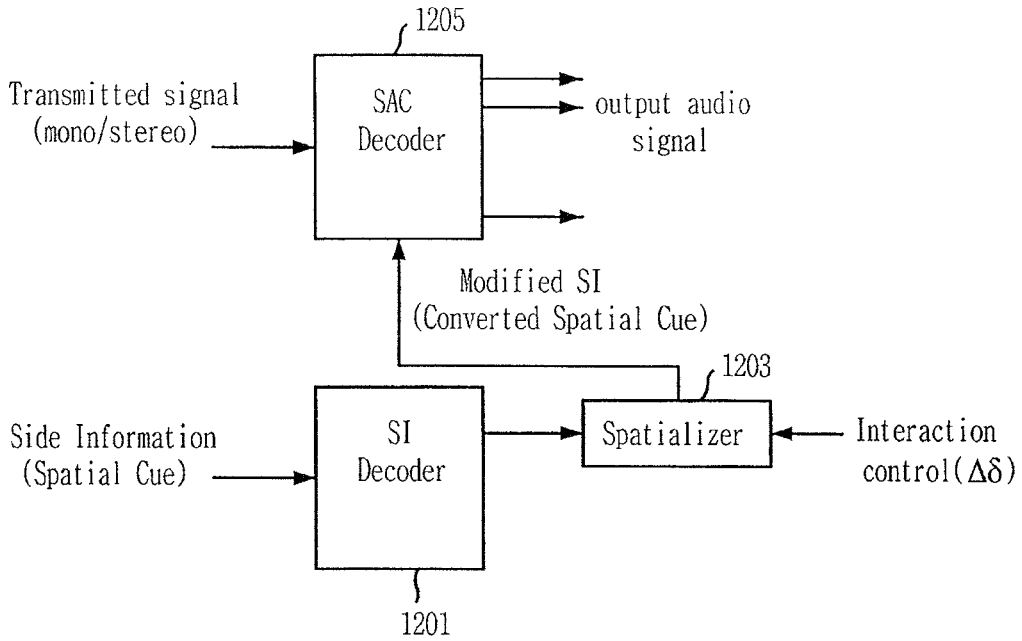 1205
Transmitted signal
(mono/stereo)
SAC
Decoder
output audio
signal
Modified SI
(Converted Spatial Cue)
1203
Side Information
(Spatial Cue)
SI
Decoder
Spatializer
Interaction
control(Δδ)
1201